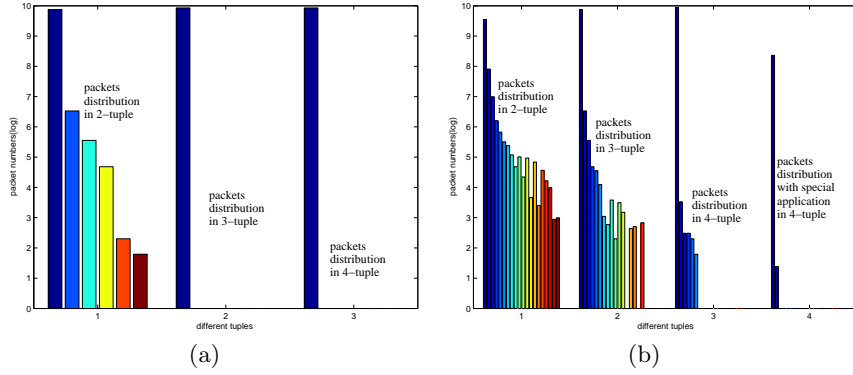 10
9
8
7
6
5
4
3
2
1
0
packet numbers(log)
packets
distribution
in 2−tuple
packets
distribution
in 3−tuple
packets
distribution
in 4−tuple
1
2
3
different tuples
(a)
10
9
8
7
6
5
4
3
2
1
0
packet numbers(log)
packets
distribution
in 2−tuple
packets
distribution
in 3−tuple
packets
distribution
in 4−tuple
packets
distribution
with special
application
in 4−tuple
1
2
3
4
different tuples
(b)